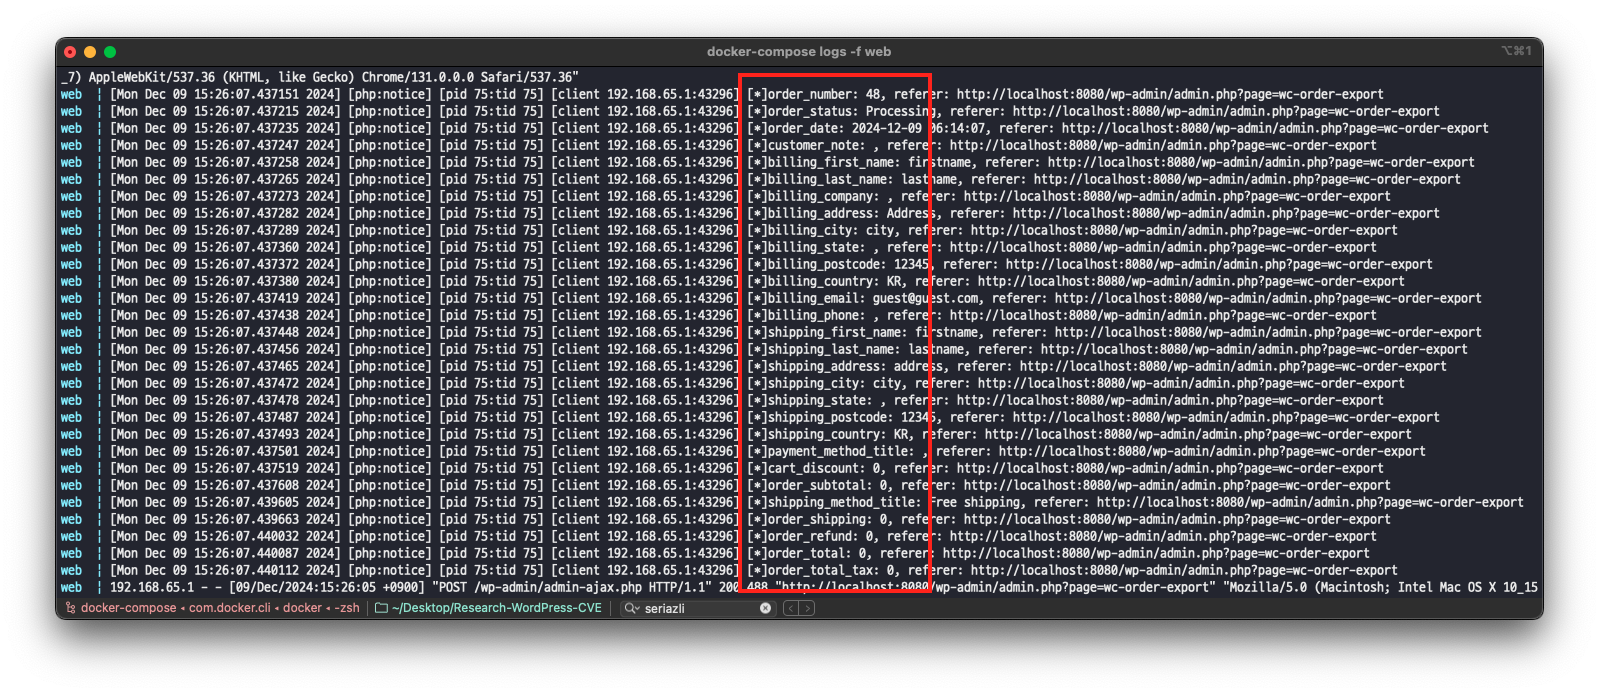 docker-compose logs -f web
⌥⌘1
_7) AppleWebKit/537.36 (KHTML, like Gecko) Chrome/131.0.0.0 Safari/537.36"
web | [Mon Dec 09 15:26:07.437151 2024] [php:notice] [pid 75:tid 75] [client 192.168.65.1:43296] [*]order_number: 48, referer: http://localhost:8080/wp-admin/admin.php?page=wc-order-export
web | [Mon Dec 09 15:26:07.437215 2024] [php:notice] [pid 75:tid 75] [client 192.168.65.1:43296] [*]order_status: Processing, referer: http://localhost:8080/wp-admin/admin.php?page=wc-order-export
web | [Mon Dec 09 15:26:07.437235 2024] [php:notice] [pid 75:tid 75] [client 192.168.65.1:43296] [*]order_date: 2024-12-09 06:14:07, referer: http://localhost:8080/wp-admin/admin.php?page=wc-order-export
web | [Mon Dec 09 15:26:07.437247 2024] [php:notice] [pid 75:tid 75] [client 192.168.65.1:43296] [*]customer_note: , referer: http://localhost:8080/wp-admin/admin.php?page=wc-order-export
web | [Mon Dec 09 15:26:07.437258 2024] [php:notice] [pid 75:tid 75] [client 192.168.65.1:43296] [*]billing_first_name: firstname, referer: http://localhost:8080/wp-admin/admin.php?page=wc-order-export
web | [Mon Dec 09 15:26:07.437265 2024] [php:notice] [pid 75:tid 75] [client 192.168.65.1:43296] [*]billing_last_name: lastname, referer: http://localhost:8080/wp-admin/admin.php?page=wc-order-export
web | [Mon Dec 09 15:26:07.437273 2024] [php:notice] [pid 75:tid 75] [client 192.168.65.1:43296] [*]billing_company: , referer: http://localhost:8080/wp-admin/admin.php?page=wc-order-export
web | [Mon Dec 09 15:26:07.437282 2024] [php:notice] [pid 75:tid 75] [client 192.168.65.1:43296] [*]billing_address: Address, referer: http://localhost:8080/wp-admin/admin.php?page=wc-order-export
web | [Mon Dec 09 15:26:07.437289 2024] [php:notice] [pid 75:tid 75] [client 192.168.65.1:43296] [*]billing_city: city, referer: http://localhost:8080/wp-admin/admin.php?page=wc-order-export
web | [Mon Dec 09 15:26:07.437360 2024] [php:notice] [pid 75:tid 75] [client 192.168.65.1:43296] [*]billing_state: , referer: http://localhost:8080/wp-admin/admin.php?page=wc-order-export
web | [Mon Dec 09 15:26:07.437372 2024] [php:notice] [pid 75:tid 75] [client 192.168.65.1:43296] [*]billing_postcode: 12345, referer: http://localhost:8080/wp-admin/admin.php?page=wc-order-export
web | [Mon Dec 09 15:26:07.437380 2024] [php:notice] [pid 75:tid 75] [client 192.168.65.1:43296] [*]billing_country: KR, referer: http://localhost:8080/wp-admin/admin.php?page=wc-order-export
web | [Mon Dec 09 15:26:07.437419 2024] [php:notice] [pid 75:tid 75] [client 192.168.65.1:43296] [*]billing_email: guest@guest.com, referer: http://localhost:8080/wp-admin/admin.php?page=wc-order-export
web | [Mon Dec 09 15:26:07.437438 2024] [php:notice] [pid 75:tid 75] [client 192.168.65.1:43296] [*]billing_phone: , referer: http://localhost:8080/wp-admin/admin.php?page=wc-order-export
web | [Mon Dec 09 15:26:07.437448 2024] [php:notice] [pid 75:tid 75] [client 192.168.65.1:43296] [*]shipping_first_name: firstname, referer: http://localhost:8080/wp-admin/admin.php?page=wc-order-export
web | [Mon Dec 09 15:26:07.437456 2024] [php:notice] [pid 75:tid 75] [client 192.168.65.1:43296] [*]shipping_last_name: lastname, referer: http://localhost:8080/wp-admin/admin.php?page=wc-order-export
web | [Mon Dec 09 15:26:07.437465 2024] [php:notice] [pid 75:tid 75] [client 192.168.65.1:43296] [*]shipping_address: address, referer: http://localhost:8080/wp-admin/admin.php?page=wc-order-export
web | [Mon Dec 09 15:26:07.437472 2024] [php:notice] [pid 75:tid 75] [client 192.168.65.1:43296] [*]shipping_city: city, referer: http://localhost:8080/wp-admin/admin.php?page=wc-order-export
web | [Mon Dec 09 15:26:07.437478 2024] [php:notice] [pid 75:tid 75] [client 192.168.65.1:43296] [*]shipping_state: , referer: http://localhost:8080/wp-admin/admin.php?page=wc-order-export
web | [Mon Dec 09 15:26:07.437487 2024] [php:notice] [pid 75:tid 75] [client 192.168.65.1:43296] [*]shipping_postcode: 12345, referer: http://localhost:8080/wp-admin/admin.php?page=wc-order-export
web | [Mon Dec 09 15:26:07.437493 2024] [php:notice] [pid 75:tid 75] [client 192.168.65.1:43296] [*]shipping_country: KR, referer: http://localhost:8080/wp-admin/admin.php?page=wc-order-export
web | [Mon Dec 09 15:26:07.437501 2024] [php:notice] [pid 75:tid 75] [client 192.168.65.1:43296] [*]payment_method_title: , referer: http://localhost:8080/wp-admin/admin.php?page=wc-order-export
web | [Mon Dec 09 15:26:07.437519 2024] [php:notice] [pid 75:tid 75] [client 192.168.65.1:43296] [*]cart_discount: 0, referer: http://localhost:8080/wp-admin/admin.php?page=wc-order-export
web | [Mon Dec 09 15:26:07.437608 2024] [php:notice] [pid 75:tid 75] [client 192.168.65.1:43296] [*]order_subtotal: 0, referer: http://localhost:8080/wp-admin/admin.php?page=wc-order-export
web | [Mon Dec 09 15:26:07.439605 2024] [php:notice] [pid 75:tid 75] [client 192.168.65.1:43296] [*]shipping_method_title: Free shipping, referer: http://localhost:8080/wp-admin/admin.php?page=wc-order-export
web | [Mon Dec 09 15:26:07.439663 2024] [php:notice] [pid 75:tid 75] [client 192.168.65.1:43296] [*]order_shipping: 0, referer: http://localhost:8080/wp-admin/admin.php?page=wc-order-export
web | [Mon Dec 09 15:26:07.440032 2024] [php:notice] [pid 75:tid 75] [client 192.168.65.1:43296] [*]order_refund: 0, referer: http://localhost:8080/wp-admin/admin.php?page=wc-order-export
web | [Mon Dec 09 15:26:07.440087 2024] [php:notice] [pid 75:tid 75] [client 192.168.65.1:43296] [*]order_total: 0, referer: http://localhost:8080/wp-admin/admin.php?page=wc-order-export
web | [Mon Dec 09 15:26:07.440112 2024] [php:notice] [pid 75:tid 75] [client 192.168.65.1:43296] [*]order_total_tax: 0, referer: http://localhost:8080/wp-admin/admin.php?page=wc-order-export
web | 192.168.65.1 - - [09/Dec/2024:15:26:05 +0900] "POST /wp-admin/admin-ajax.php HTTP/1.1" 200 488 "http://localhost:8080/wp-admin/admin.php?page=wc-order-export" "Mozilla/5.0 (Macintosh; Intel Mac OS X 10_15
docker-compose ◂ com.docker.cli ◂ docker ◂ -zsh ~/Desktop/Research-WordPress-CVE seriazli